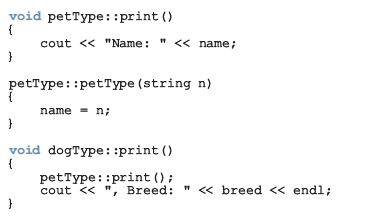 void petType::print()
{
    cout << "Name: " << name;
}

petType::petType(string n)
{
    name = n;
}

void dogType::print()
{
    petType::print();
    cout << ", Breed: " << breed << endl;
}